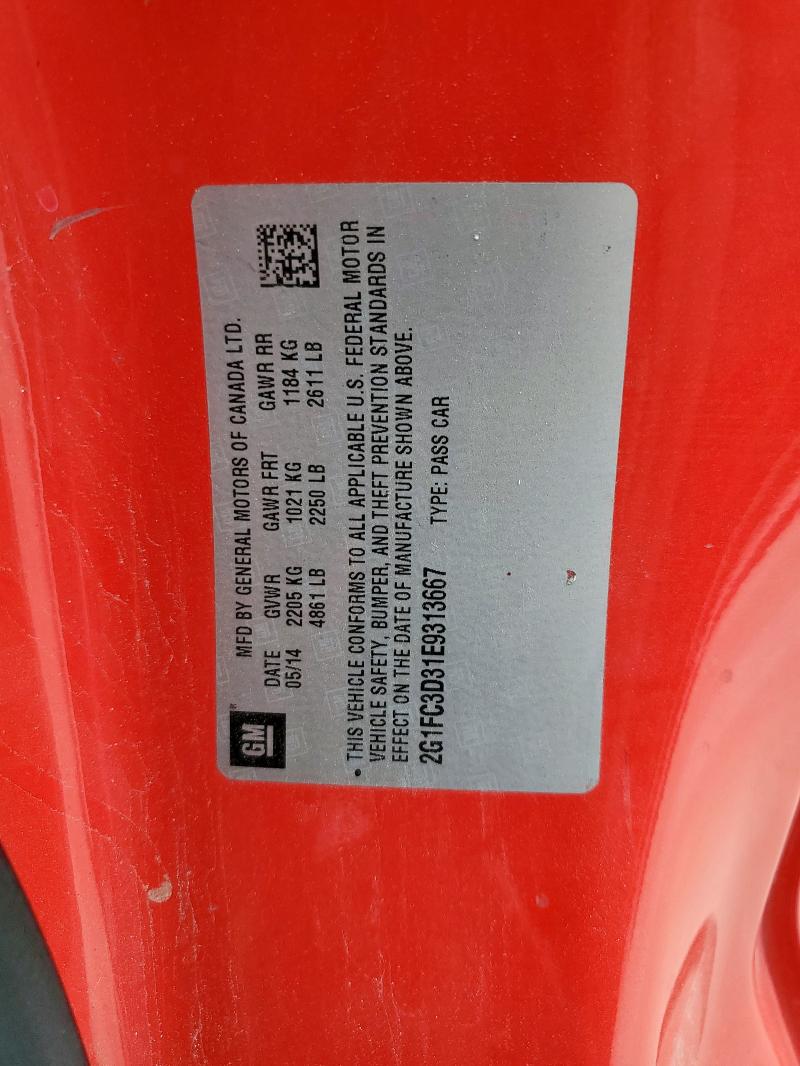 GM
MFD BY GENERAL MOTORS OF CANADA LTD.
DATE GVWR GAWR FRT GAWR RR
05/14 2205 KG 1021 KG 1184 KG
4861 LB 2250 LB 2611 LB
• THIS VEHICLE CONFORMS TO ALL APPLICABLE U.S. FEDERAL MOTOR
VEHICLE SAFETY, BUMPER, AND THEFT PREVENTION STANDARDS IN
EFFECT ON THE DATE OF MANUFACTURE SHOWN ABOVE.
2G1FC3D31E9313667 TYPE: PASS CAR